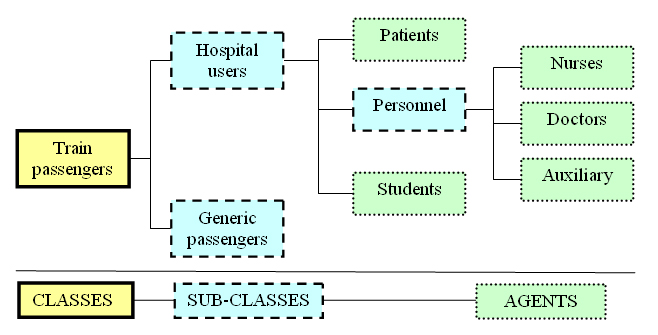 Patients
Hospital
users
Nurses
Personnel
Doctors
Train
passengers
Auxiliary
Students
Generic
passengers
CLASSES
SUB-CLASSES
AGENTS